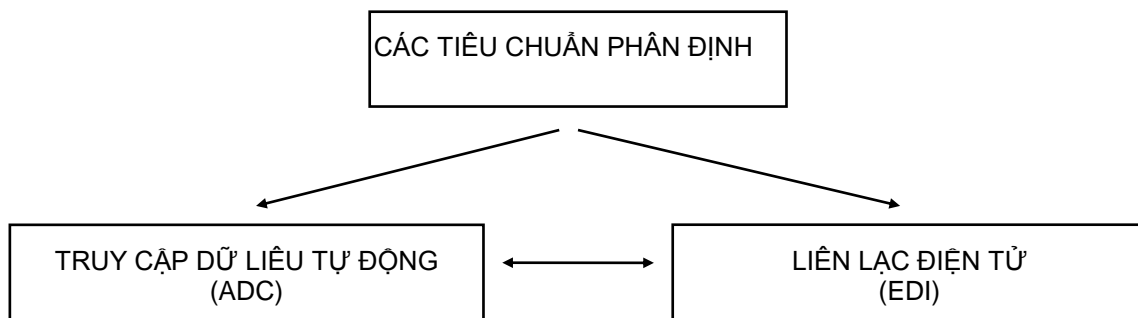 CÁC TIÊU CHUẨN PHÂN ĐỊNH
TRUY CẬP DỮ LIÊU TỰ ĐỘNG
(ADC)
LIÊN LẠC ĐIỆN TỬ
(EDI)